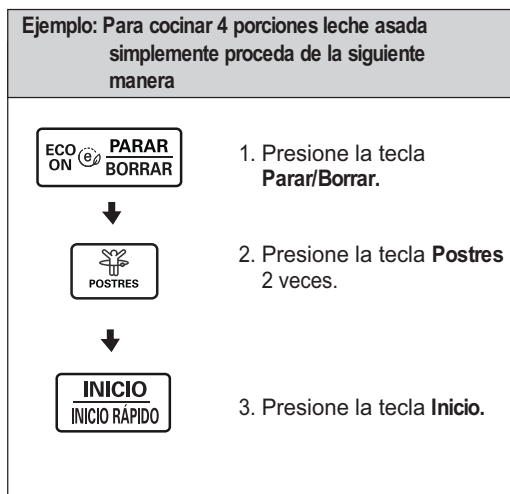 Ejemplo: Para cocinar 4 porciones leche asada
simplemente proceda de la siguiente
manera
ECO ON e PARAR
BORRAR
1. Presione la tecla
Parar/Borrar.
POSTRES
2. Presione la tecla Postres
2 veces.
INICIO
INICIO RÁPIDO
3. Presione la tecla Inicio.